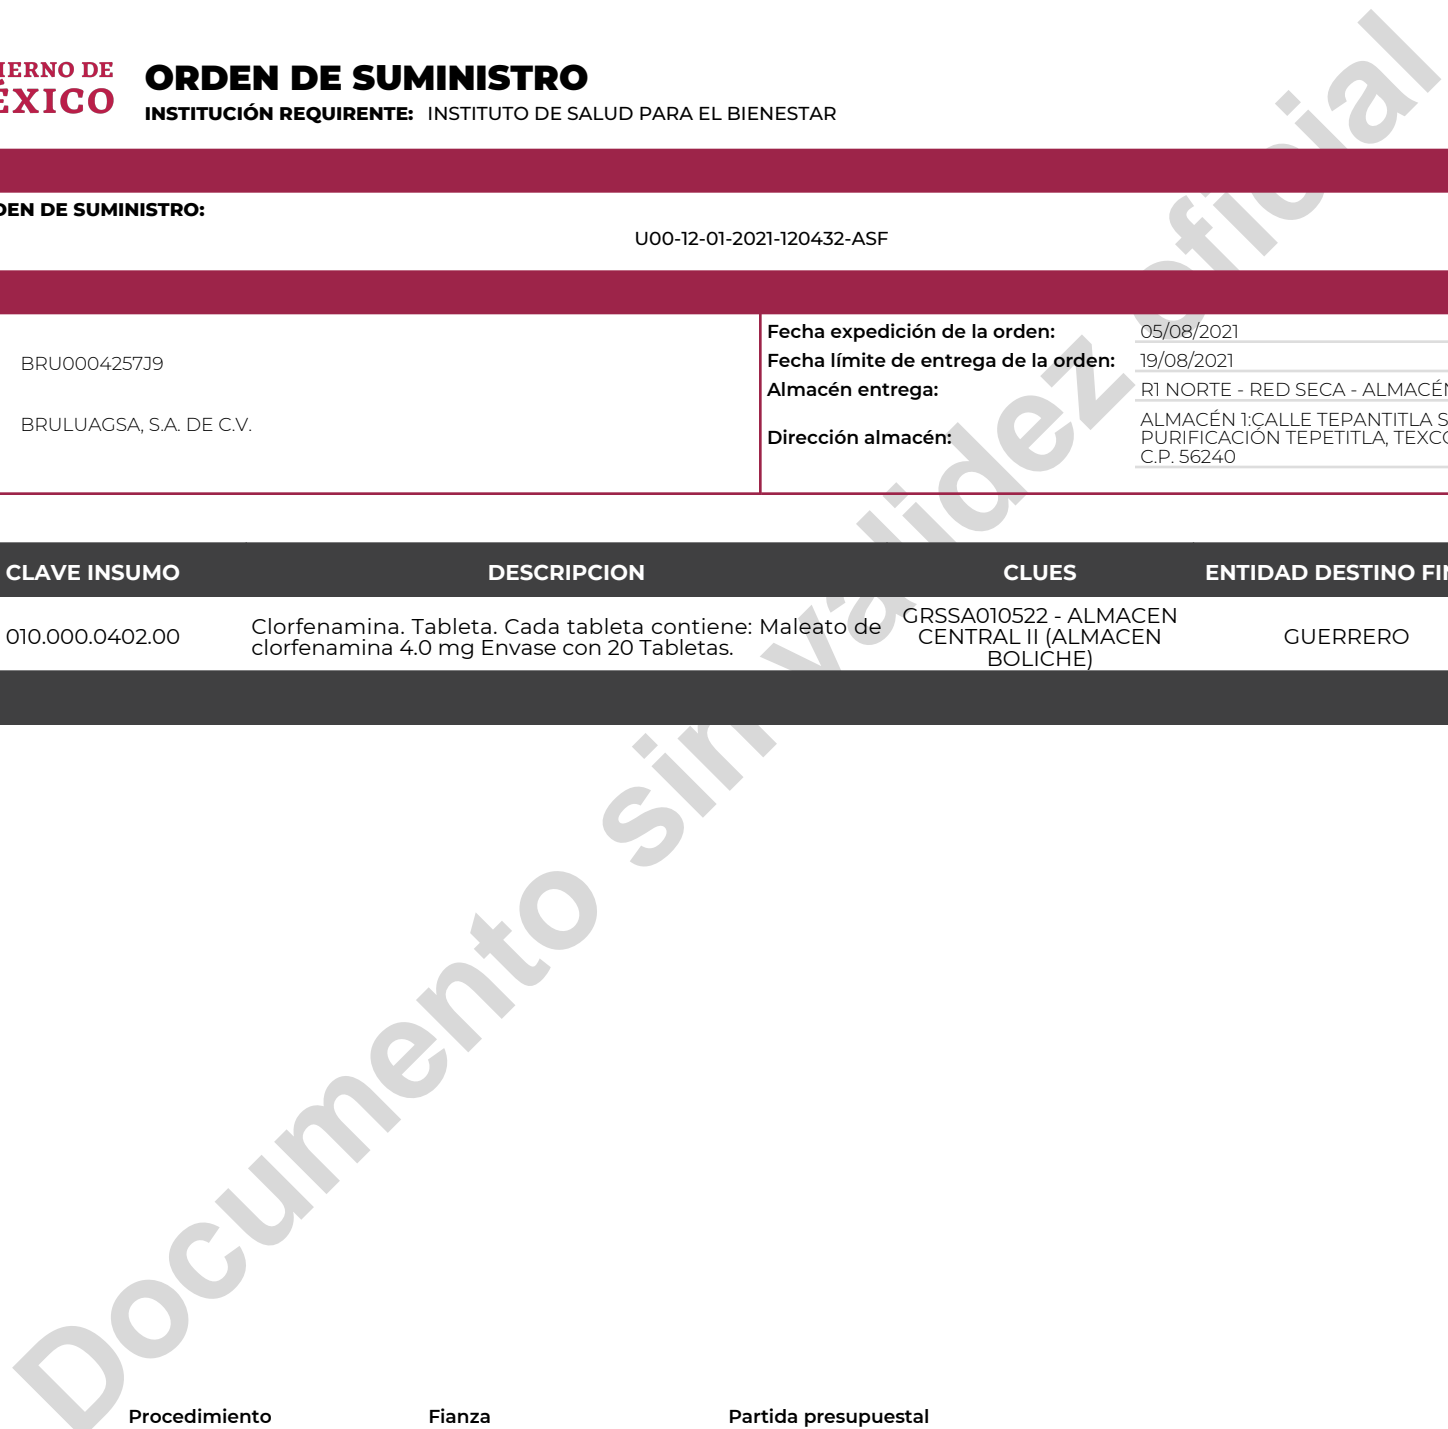 IERNO DE
ÉXICO
ORDEN DE SUMINISTRO
INSTITUCIÓN REQUIRENTE: INSTITUTO DE SALUD PARA EL BIENESTAR
DEN DE SUMINISTRO:
U00-12-01-2021-120432-ASF
BRU0004257J9
BRULUAGSA, S.A. DE C.V.
Fecha expedición de la orden: 05/08/2021
Fecha límite de entrega de la orden: 19/08/2021
Almacén entrega: R1 NORTE - RED SECA - ALMACÉN
Dirección almacén:
ALMACÉN 1:CALLE TEPANTITLA S
PURIFICACIÓN TEPETITLA, TEXCO
C.P. 56240
CLAVE INSUMO DESCRIPCION CLUES ENTIDAD DESTINO FIN
010.000.0402.00
Clorfenamina. Tableta. Cada tableta contiene: Maleato de
clorfenamina 4.0 mg Envase con 20 Tabletas.
GRSSA010522 - ALMACEN
CENTRAL II (ALMACEN
BOLICHE)
GUERRERO
Documento sin validez oficial
Procedimiento Fianza Partida presupuestal